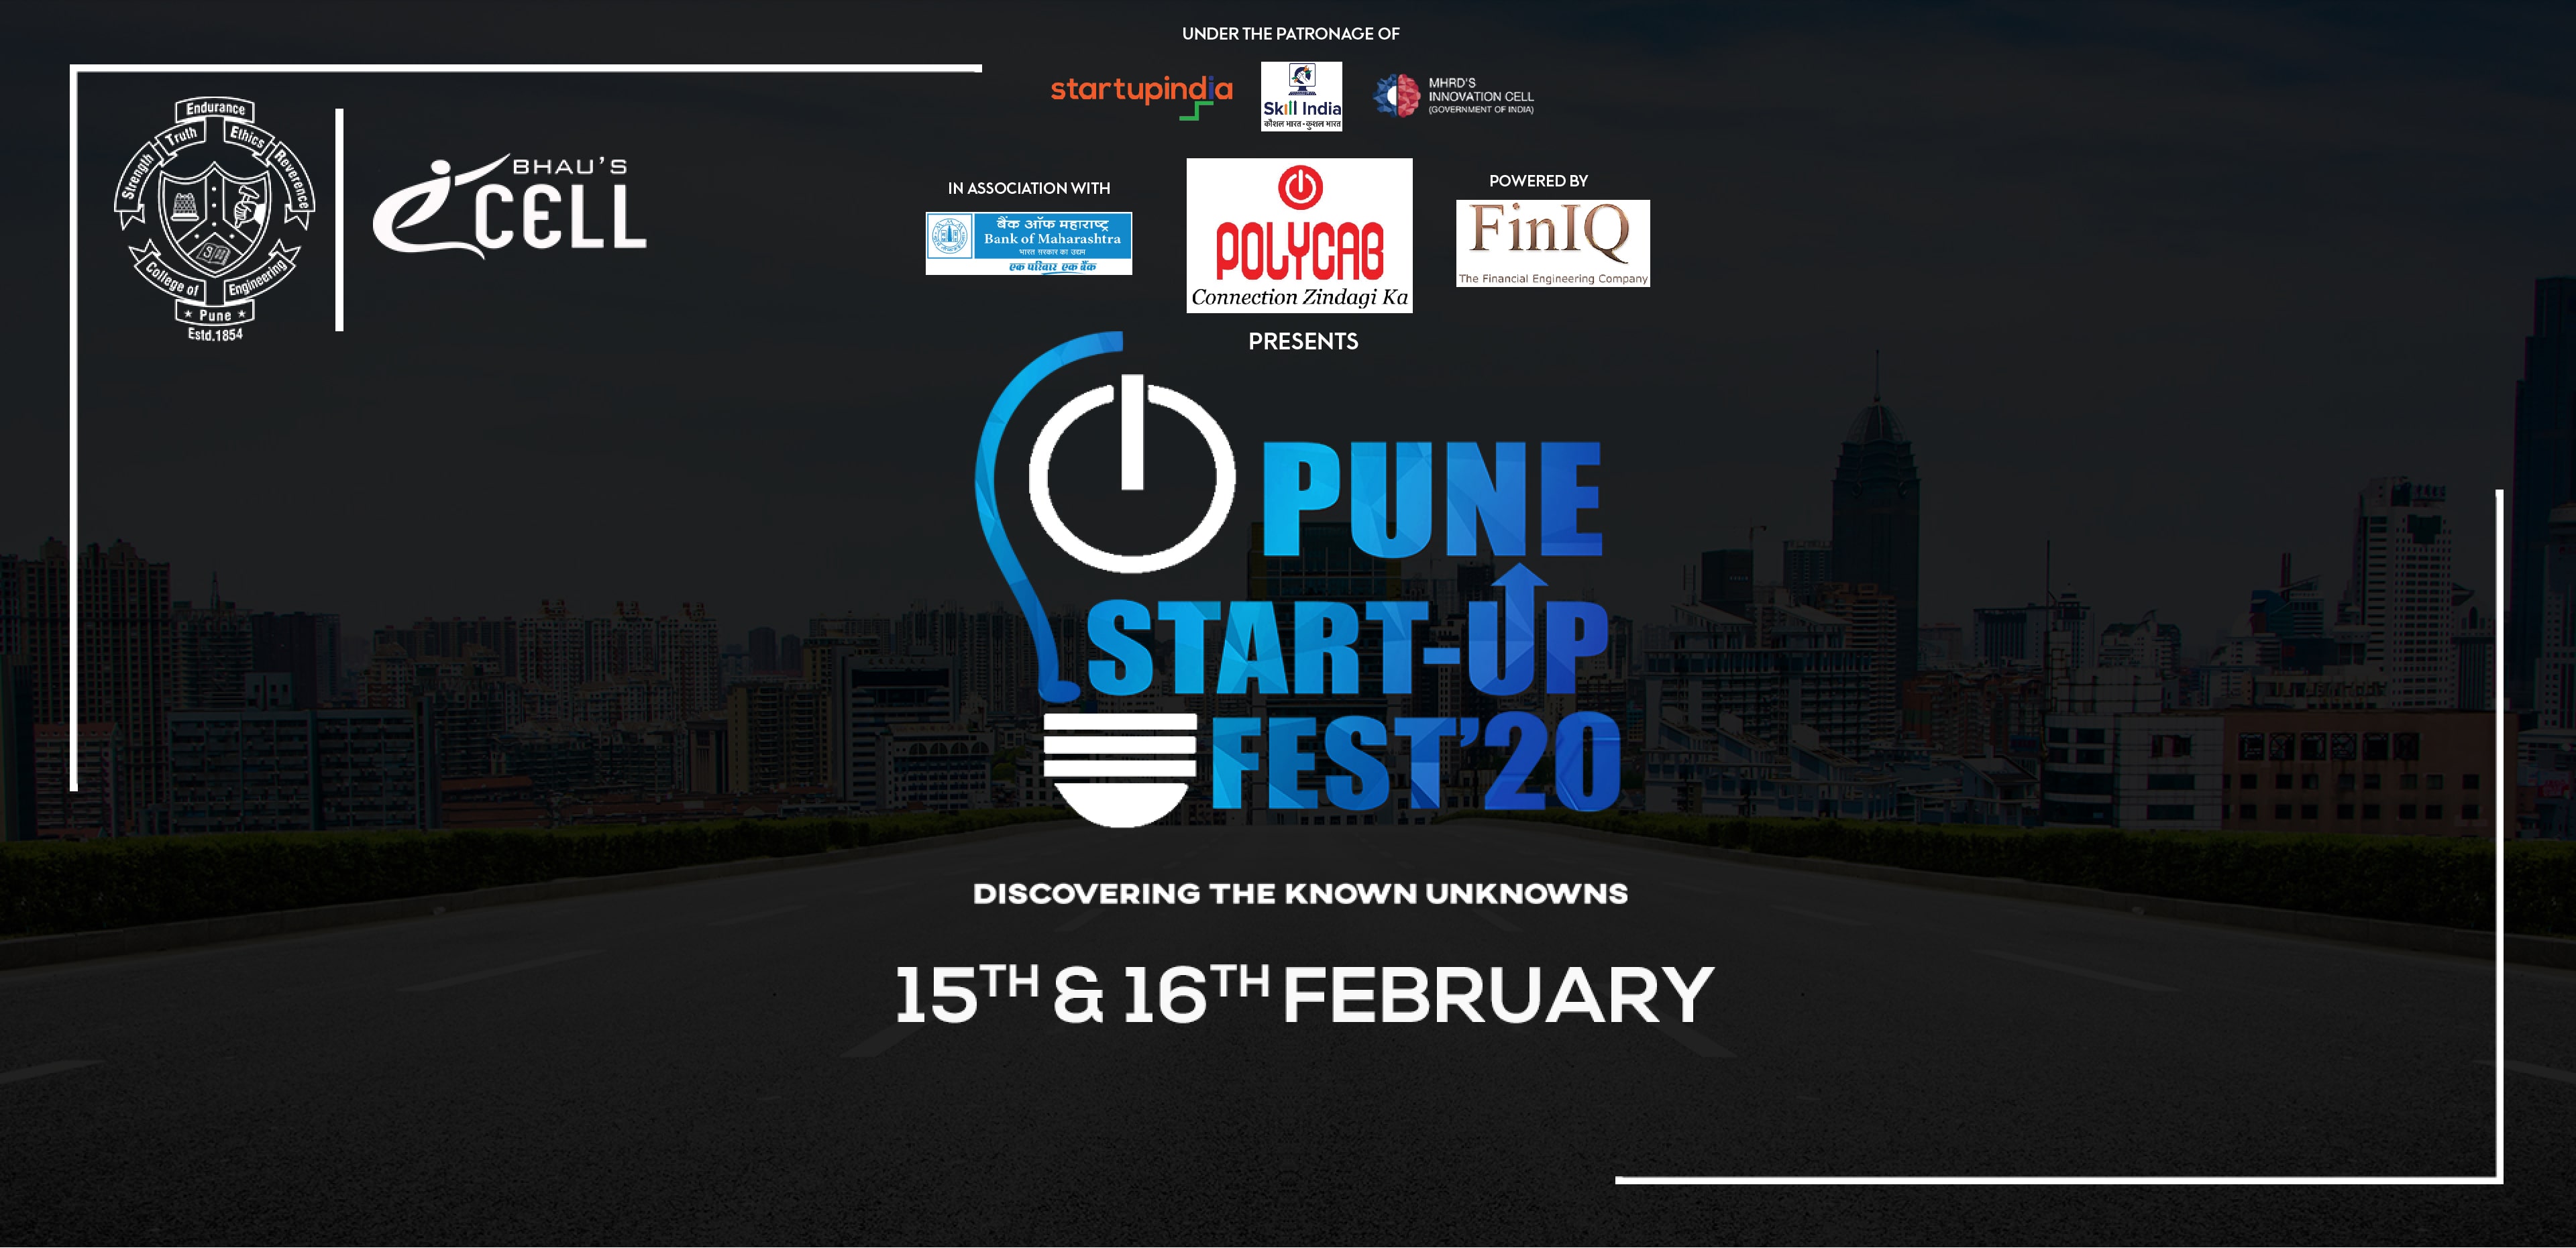 UNDER THE PATRONAGE OF
startupindia
Skill India
कौशल भारत - कुशल भारत
MHRD'S
INNOVATION CELL
(GOVERNMENT OF INDIA)
Endurance
Truth
Ethics
Strength
Reverence
College of
Engineering
★ Pune ★
Estd.1854
BHAU'S
e CELL
IN ASSOCIATION WITH
बैंक ऑफ महाराष्ट्र
Bank of Maharashtra
भारत सरकार का उद्यम
एक परिवार एक बैंक
POLYCAB
Connection Zindagi Ka
POWERED BY
FinIQ
The Financial Engineering Company
PRESENTS
PUNE
START-UP
FEST'20
DISCOVERING THE KNOWN UNKNOWNS
15TH & 16TH FEBRUARY